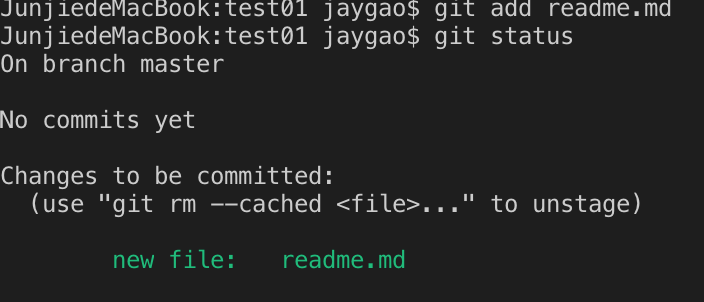 JunjiedeMacBook:test01 jaygao$ git add readme.md
JunjiedeMacBook:test01 jaygao$ git status
On branch master
No commits yet
Changes to be committed:
(use "git rm --cached <file>..." to unstage)
new file: readme.md